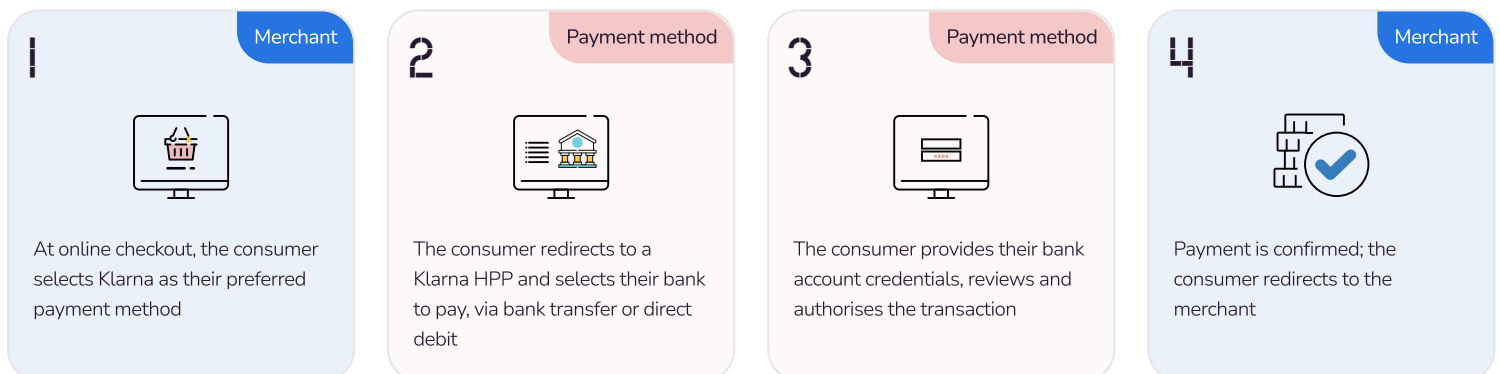 1
Merchant
At online checkout, the consumer
selects Klarna as their preferred
payment method
2
Payment method
The consumer redirects to a
Klarna HPP and selects their bank
to pay, via bank transfer or direct
debit
3
Payment method
The consumer provides their bank
account credentials, reviews and
authorises the transaction
4
Merchant
Payment is confirmed; the
consumer redirects to the
merchant